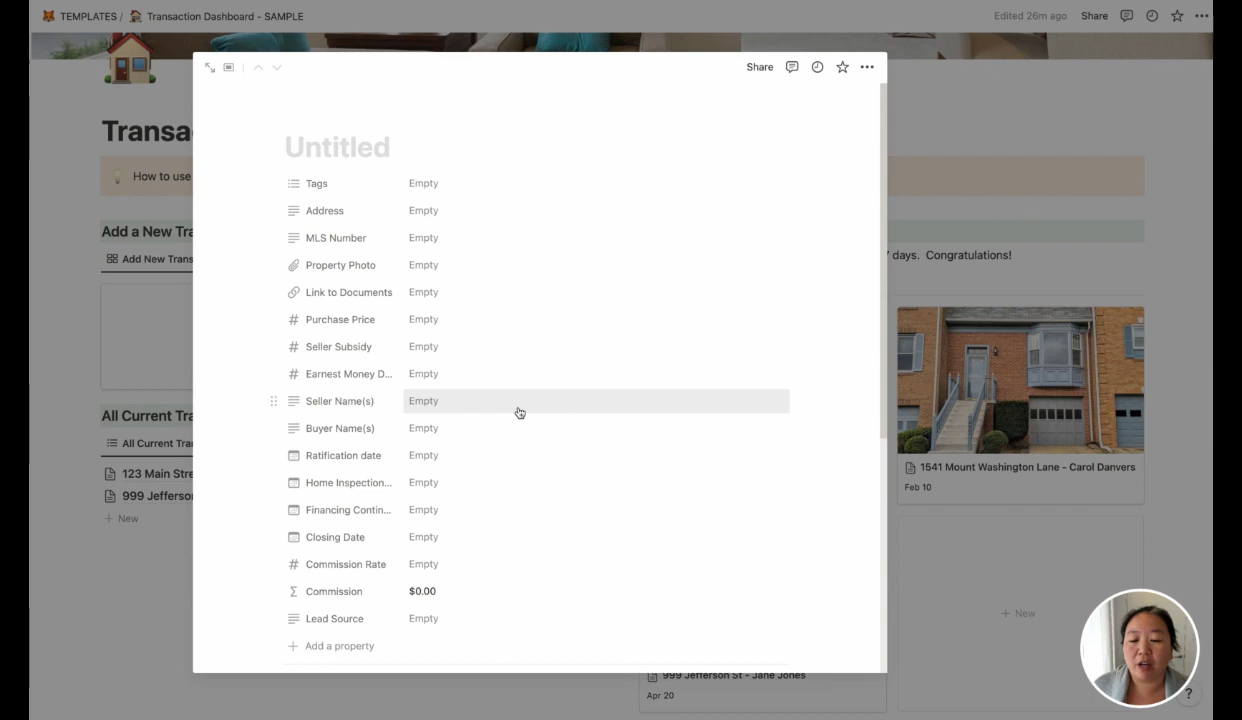 TEMPLATES / Transaction Dashboard - SAMPLE
Edited 26m ago Share
Share
Transa
Untitled
How to use
Tags Empty
Address Empty
MLS Number Empty
Property Photo Empty
Link to Documents Empty
Purchase Price Empty
Seller Subsidy Empty
Earnest Money D... Empty
Seller Name(s) Empty
Buyer Name(s) Empty
Ratification date Empty
Home Inspection... Empty
Financing Contin... Empty
Closing Date Empty
Commission Rate Empty
Commission $0.00
Lead Source Empty
+ Add a property
Add a New Tra
Add New Trans
All Current Tra
All Current Tra
123 Main Stre
999 Jefferso
+ New
7 days. Congratulations!
1541 Mount Washington Lane - Carol Danvers
Feb 10
+ New
999 Jefferson St - Jane Jones
Apr 20
?